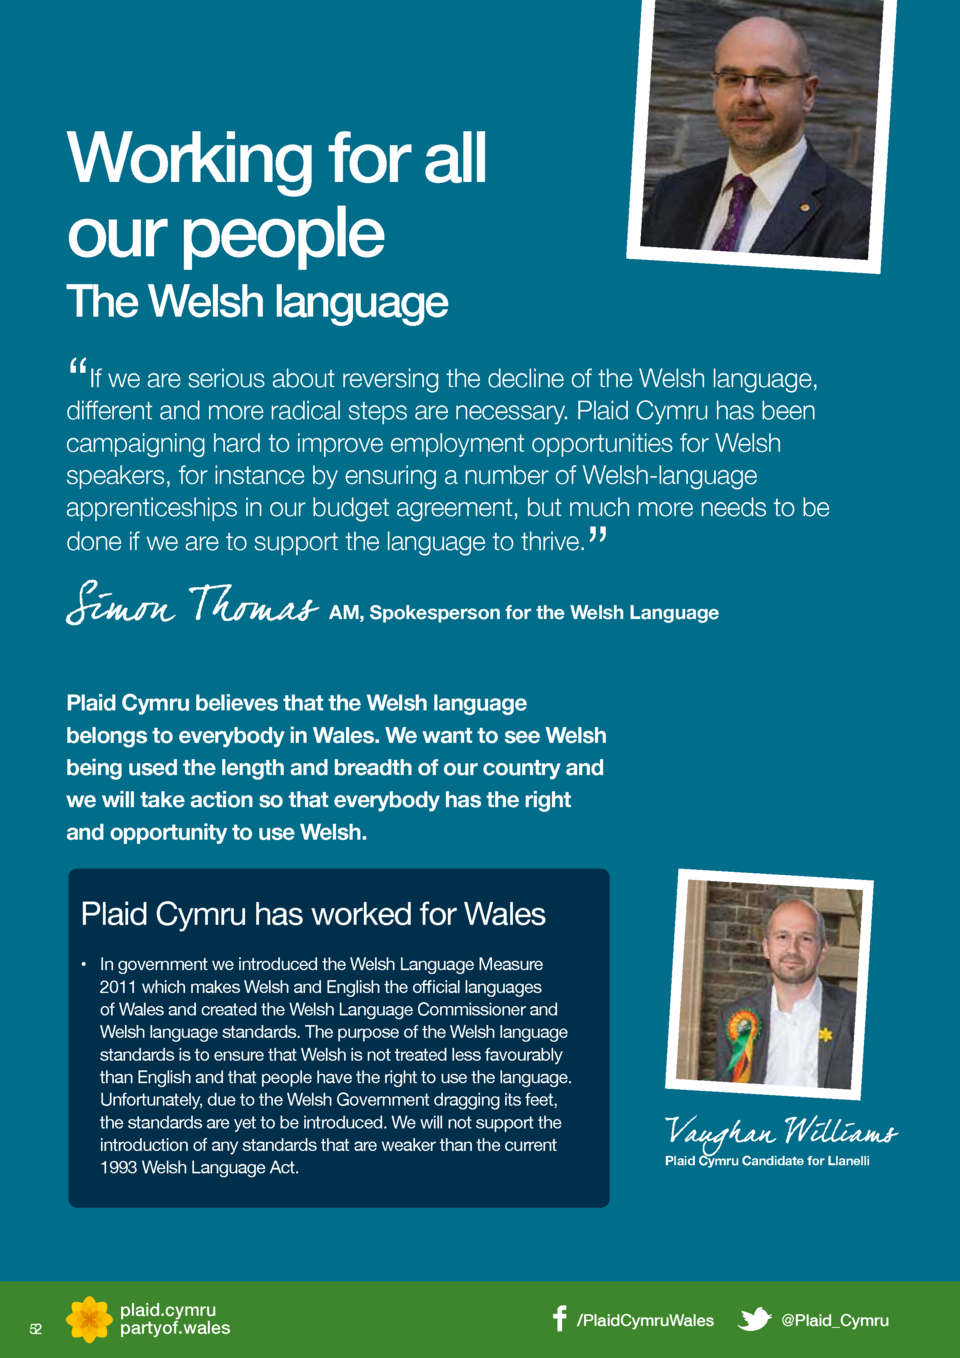 Working for all
our people
The Welsh language
“If we are serious about reversing the decline of the Welsh language,
different and more radical steps are necessary. Plaid Cymru has been
campaigning hard to improve employment opportunities for Welsh
speakers, for instance by ensuring a number of Welsh-language
apprenticeships in our budget agreement, but much more needs to be
done if we are to support the language to thrive.”
Simon Thomas AM, Spokesperson for the Welsh Language
Plaid Cymru believes that the Welsh language
belongs to everybody in Wales. We want to see Welsh
being used the length and breadth of our country and
we will take action so that everybody has the right
and opportunity to use Welsh.
Plaid Cymru has worked for Wales
• In government we introduced the Welsh Language Measure
2011 which makes Welsh and English the official languages
of Wales and created the Welsh Language Commissioner and
Welsh language standards. The purpose of the Welsh language
standards is to ensure that Welsh is not treated less favourably
than English and that people have the right to use the language.
Unfortunately, due to the Welsh Government dragging its feet,
the standards are yet to be introduced. We will not support the
introduction of any standards that are weaker than the current
1993 Welsh Language Act.
Vaughan Williams
Plaid Cymru Candidate for Llanelli
52
plaid.cymru
partyof.wales
/PlaidCymruWales
@Plaid_Cymru